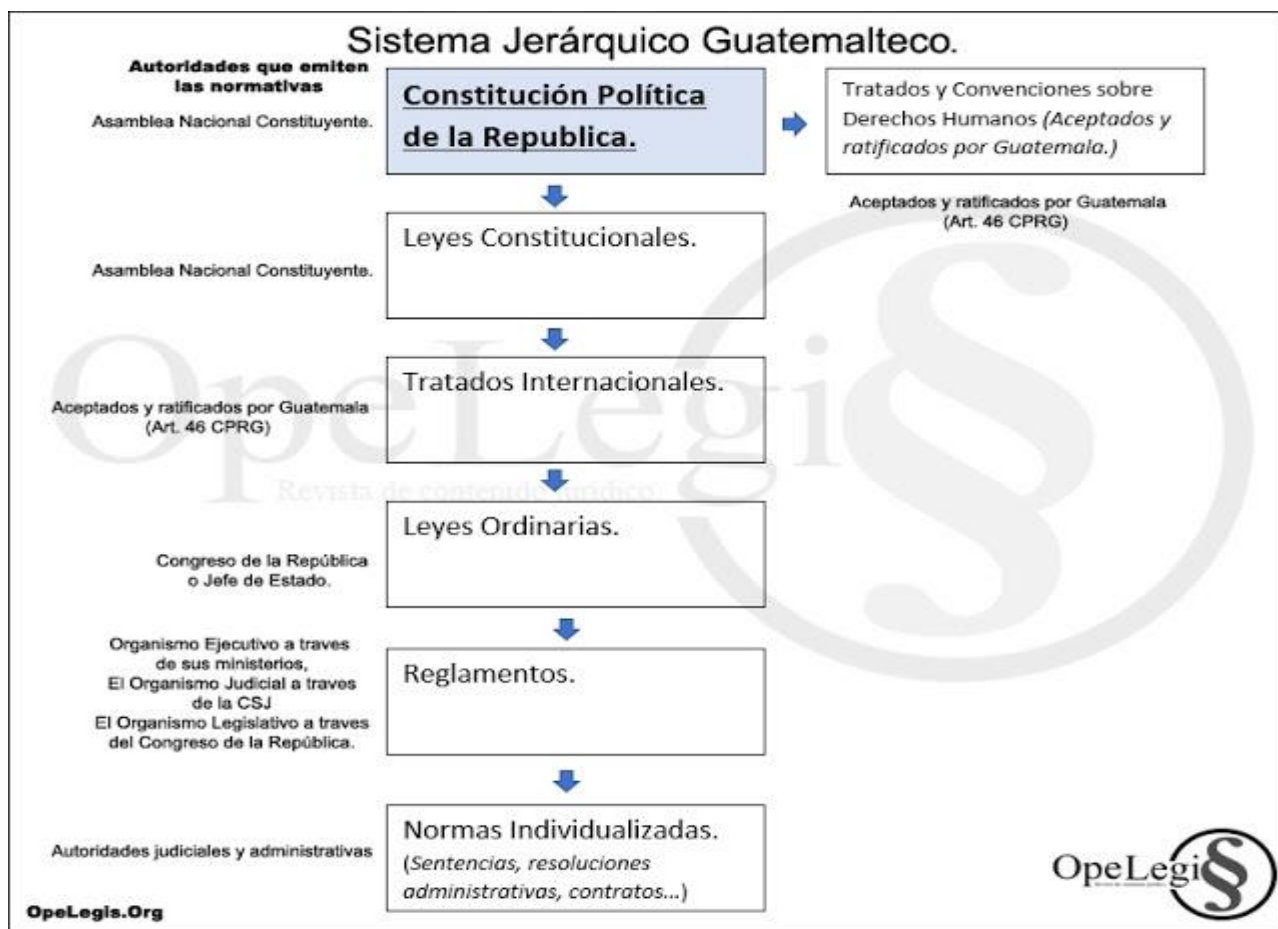 Sistema Jerárquico Guatemalteco.
Autoridades que emiten
las normativas
Asamblea Nacional Constituyente.
Constitución Política
de la Republica.
Tratados y Convenciones sobre
Derechos Humanos (Aceptados y
ratificados por Guatemala.)
Aceptados y ratificados por Guatemala
(Art. 46 CPRG)
Leyes Constitucionales.
Asamblea Nacional Constituyente.
Tratados Internacionales.
Aceptados y ratificados por Guatemala
(Art. 46 CPRG)
OpeLegis
Revista de contenido jurídico
Leyes Ordinarias.
Congreso de la República
o Jefe de Estado.
Organismo Ejecutivo a traves
de sus ministerios,
El Organismo Judicial a traves
de la CSJ
El Organismo Legislativo a traves
del Congreso de la República.
Reglamentos.
Normas Individualizadas.
(Sentencias, resoluciones
administrativas, contratos...)
Autoridades judiciales y administrativas
OpeLegi§
OpeLegis.Org